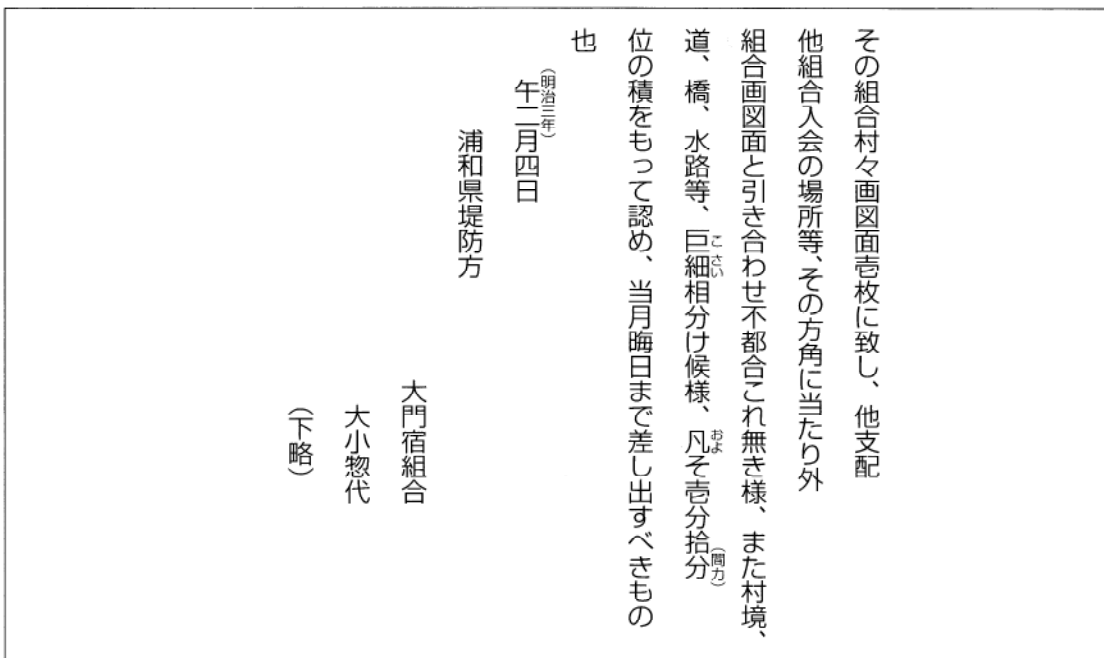 その組合村々画図面壱枚に致し、他支配
他組合入会の場所等、その方角に当たり外
組合画図面と引き合わせ不都合これ無き様、また村境、
道、橋、水路等、巨細相分け候様、凡そ壱分拾分
こさい
およ
(間カ)
位の積をもって認め、当月晦日まで差し出すべきもの
也
(明治三年)
午二月四日
浦和県堤防方
大門宿組合
大小惣代
(下略)